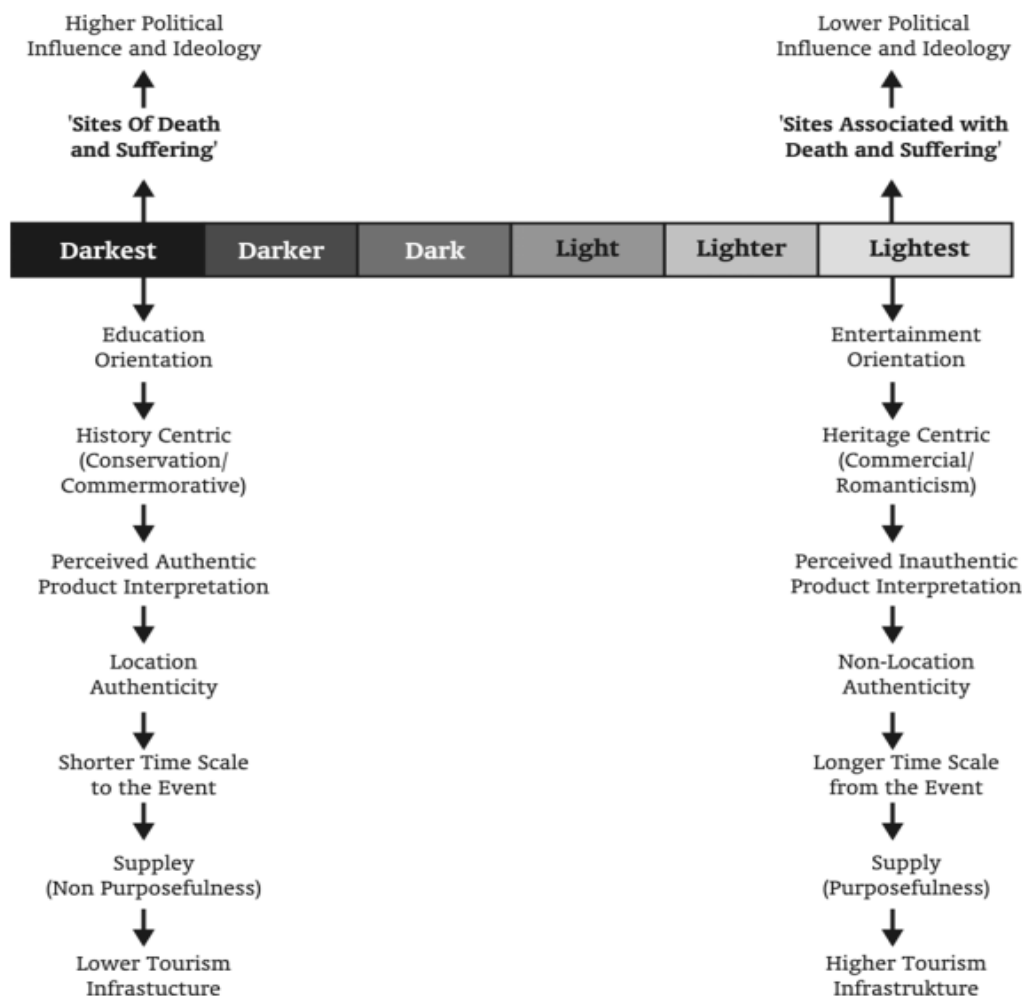 Higher Political
Influence and Ideology
'Sites Of Death
and Suffering'
Lower Political
Influence and Ideology
'Sites Associated with
Death and Suffering'
Darkest
Darker
Dark
Light
Lighter
Lightest
Education
Orientation
History Centric
(Conservation/
Commermorative)
Perceived Authentic
Product Interpretation
Location
Authenticity
Shorter Time Scale
to the Event
Suppley
(Non Purposefulness)
Lower Tourism
Infrastucture
Entertainment
Orientation
Heritage Centric
(Commercial/
Romanticism)
Perceived Inauthentic
Product Interpretation
Non-Location
Authenticity
Longer Time Scale
from the Event
Supply
(Purposefulness)
Higher Tourism
Infrastrukture